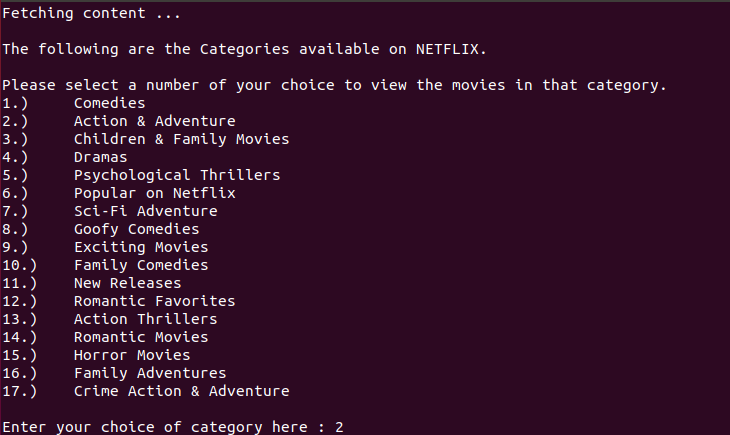 Fetching content ...
The following are the Categories available on NETFLIX.
Please select a number of your choice to view the movies in that category.
1.) Comedies
2.) Action & Adventure
3.) Children & Family Movies
4.) Dramas
5.) Psychological Thrillers
6.) Popular on Netflix
7.) Sci-Fi Adventure
8.) Goofy Comedies
9.) Exciting Movies
10.) Family Comedies
11.) New Releases
12.) Romantic Favorites
13.) Action Thrillers
14.) Romantic Movies
15.) Horror Movies
16.) Family Adventures
17.) Crime Action & Adventure
Enter your choice of category here : 2